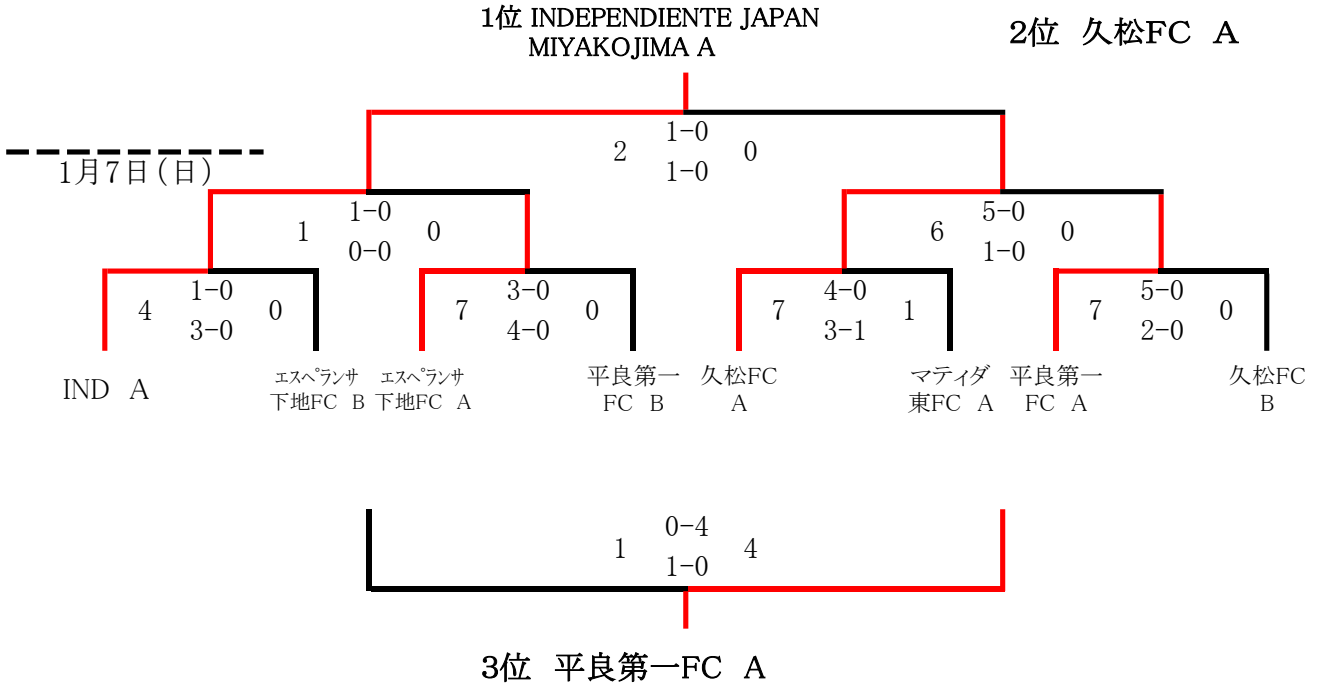 1位 INDEPENDIENTE JAPAN
MIYAKOJIMA A
2位 久松FC A
1-0
2 0
1-0
1月7日(日)
1-0
1 0
0-0
5-0
6 0
1-0
1-0
4 0
3-0
3-0
7 0
4-0
4-0
7 1
3-1
5-0
7 0
2-0
IND A
エスペランサ
下地FC B
エスペランサ
下地FC A
平良第一
FC B
久松FC
A
マティダ
東FC A
平良第一
FC A
久松FC
B
0-4
1 4
1-0
3位 平良第一FC A